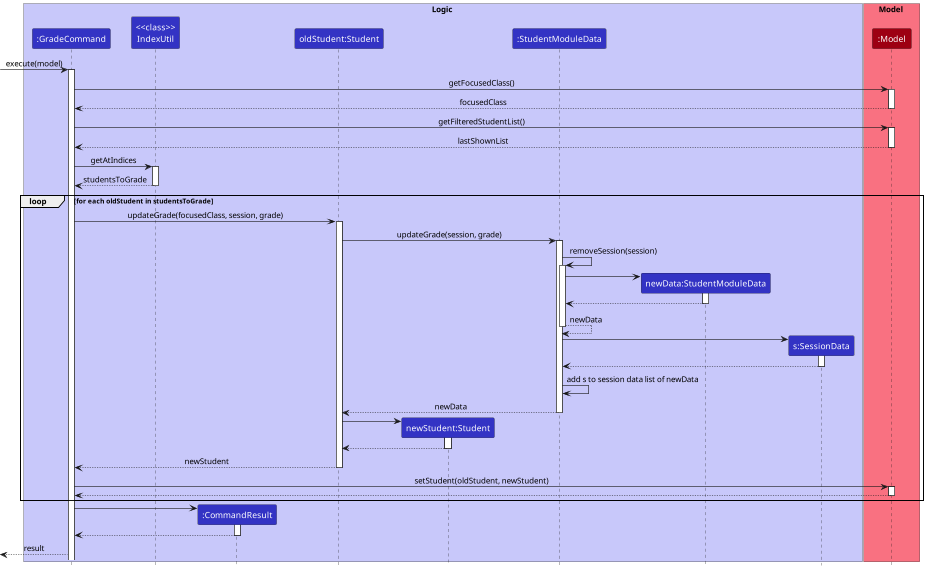 Logic
Model
:GradeCommand
<<class>>
IndexUtil
oldStudent:Student
:StudentModuleData
:Model
execute(model)
getFocusedClass()
focusedClass
getFilteredStudentList()
lastShownList
getAtIndices
studentsToGrade
loop
[for each oldStudent in studentsToGrade]
updateGrade(focusedClass, session, grade)
updateGrade(session, grade)
removeSession(session)
newData:StudentModuleData
newData
s:SessionData
add s to session data list of newData
newData
newStudent:Student
newStudent
setStudent(oldStudent, newStudent)
:CommandResult
result